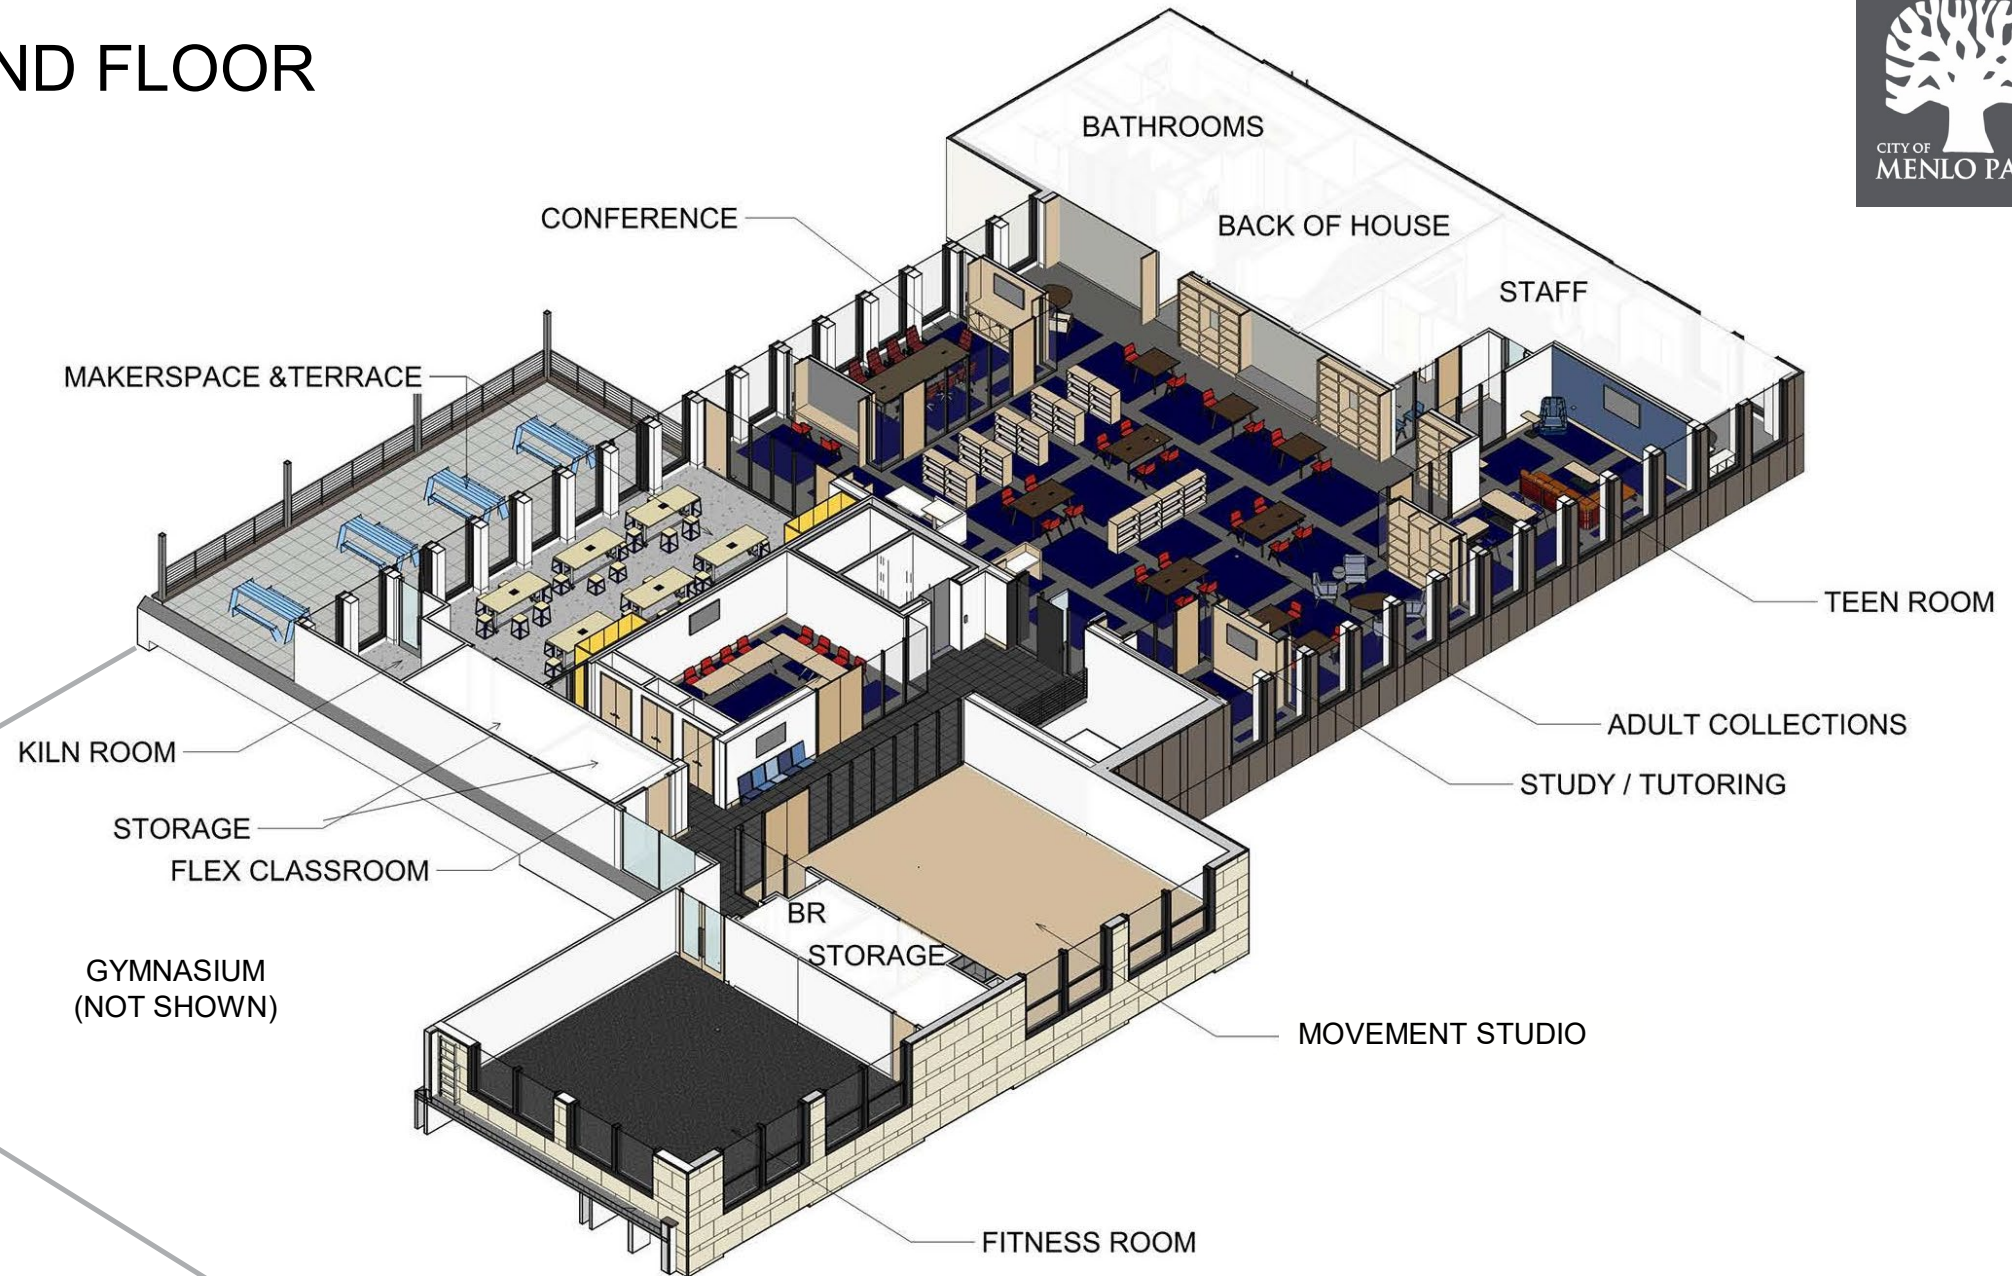 ND FLOOR
CITY OF
MENLO PA
BATHROOMS
CONFERENCE
BACK OF HOUSE
STAFF
MAKERSPACE &TERRACE
TEEN ROOM
ADULT COLLECTIONS
KILN ROOM
STUDY / TUTORING
STORAGE
FLEX CLASSROOM
BR
STORAGE
GYMNASIUM
(NOT SHOWN)
MOVEMENT STUDIO
FITNESS ROOM